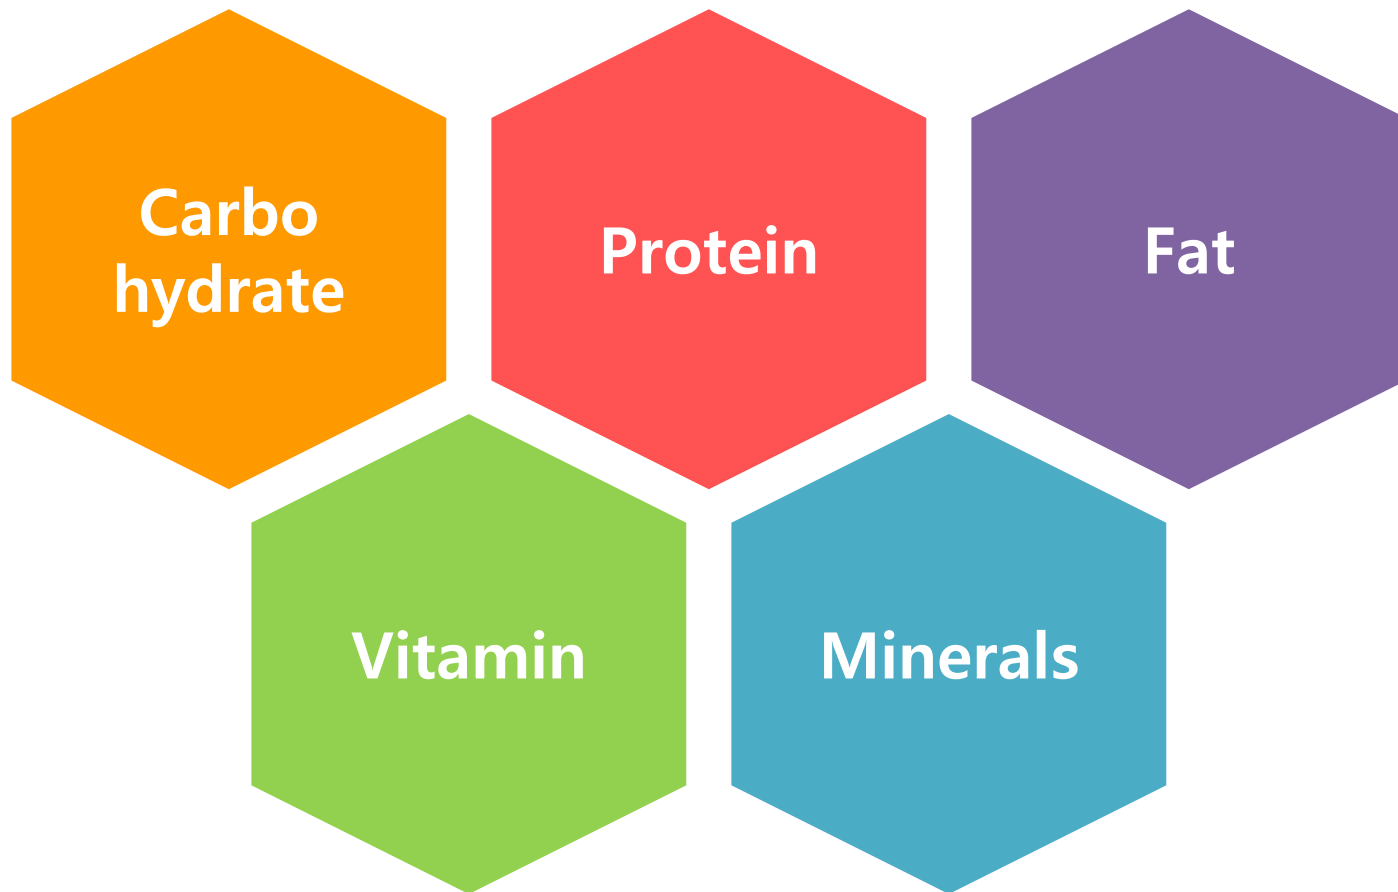 Carbo
hydrate
Protein
Fat
Vitamin
Minerals